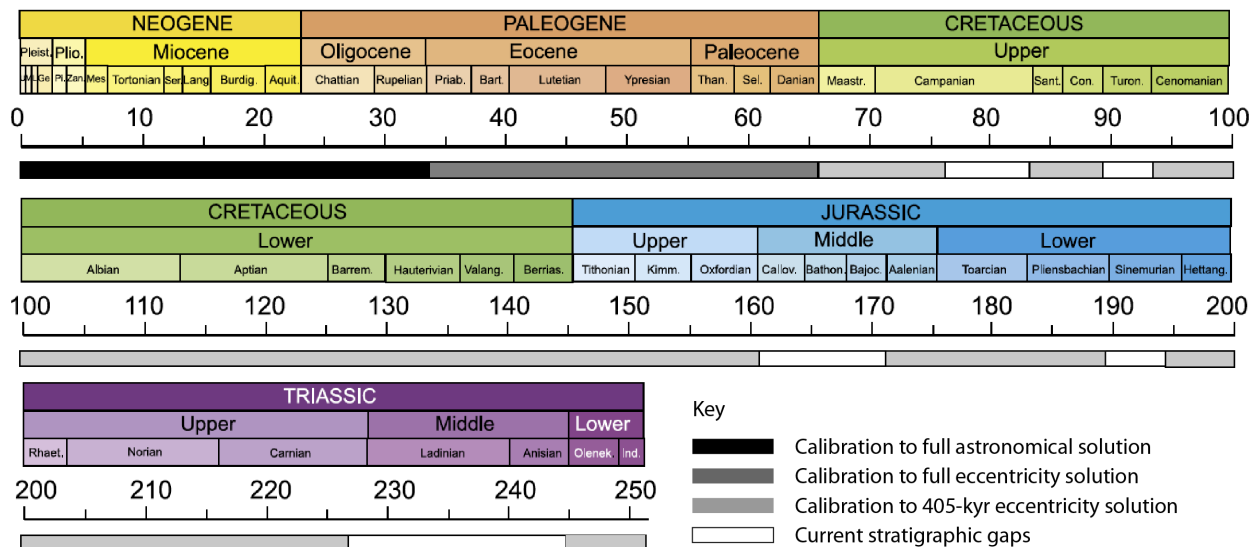 NEOGENE PALEOGENE CRETACEOUS
Pleist. Plio. Miocene Oligocene Eocene Paleocene Upper
Ge. Pi. Zan. Mes. Tortonian Ser. Lang. Burdig. Aquit. Chattian Rupelian Priab. Bart. Lutetian Ypresian Than. Sel. Danian Maastr. Campanian Sant. Con. Turon. Cenomanian
0 10 20 30 40 50 60 70 80 90 100
CRETACEOUS JURASSIC
Lower Upper Middle Lower
Albian Aptian Barrem. Hauterivian Valang. Berrias. Tithonian Kimm. Oxfordian Callov. Bathon. Bajoc. Aalenian Toarcian Pliensbachian Sinemurian Hettang.
100 110 120 130 140 150 160 170 180 190 200
TRIASSIC
Upper Middle Lower
Rhaet. Norian Carnian Ladinian Anisian Olenek. Ind.
200 210 220 230 240 250
Key
Calibration to full astronomical solution
Calibration to full eccentricity solution
Calibration to 405-kyr eccentricity solution
Current stratigraphic gaps